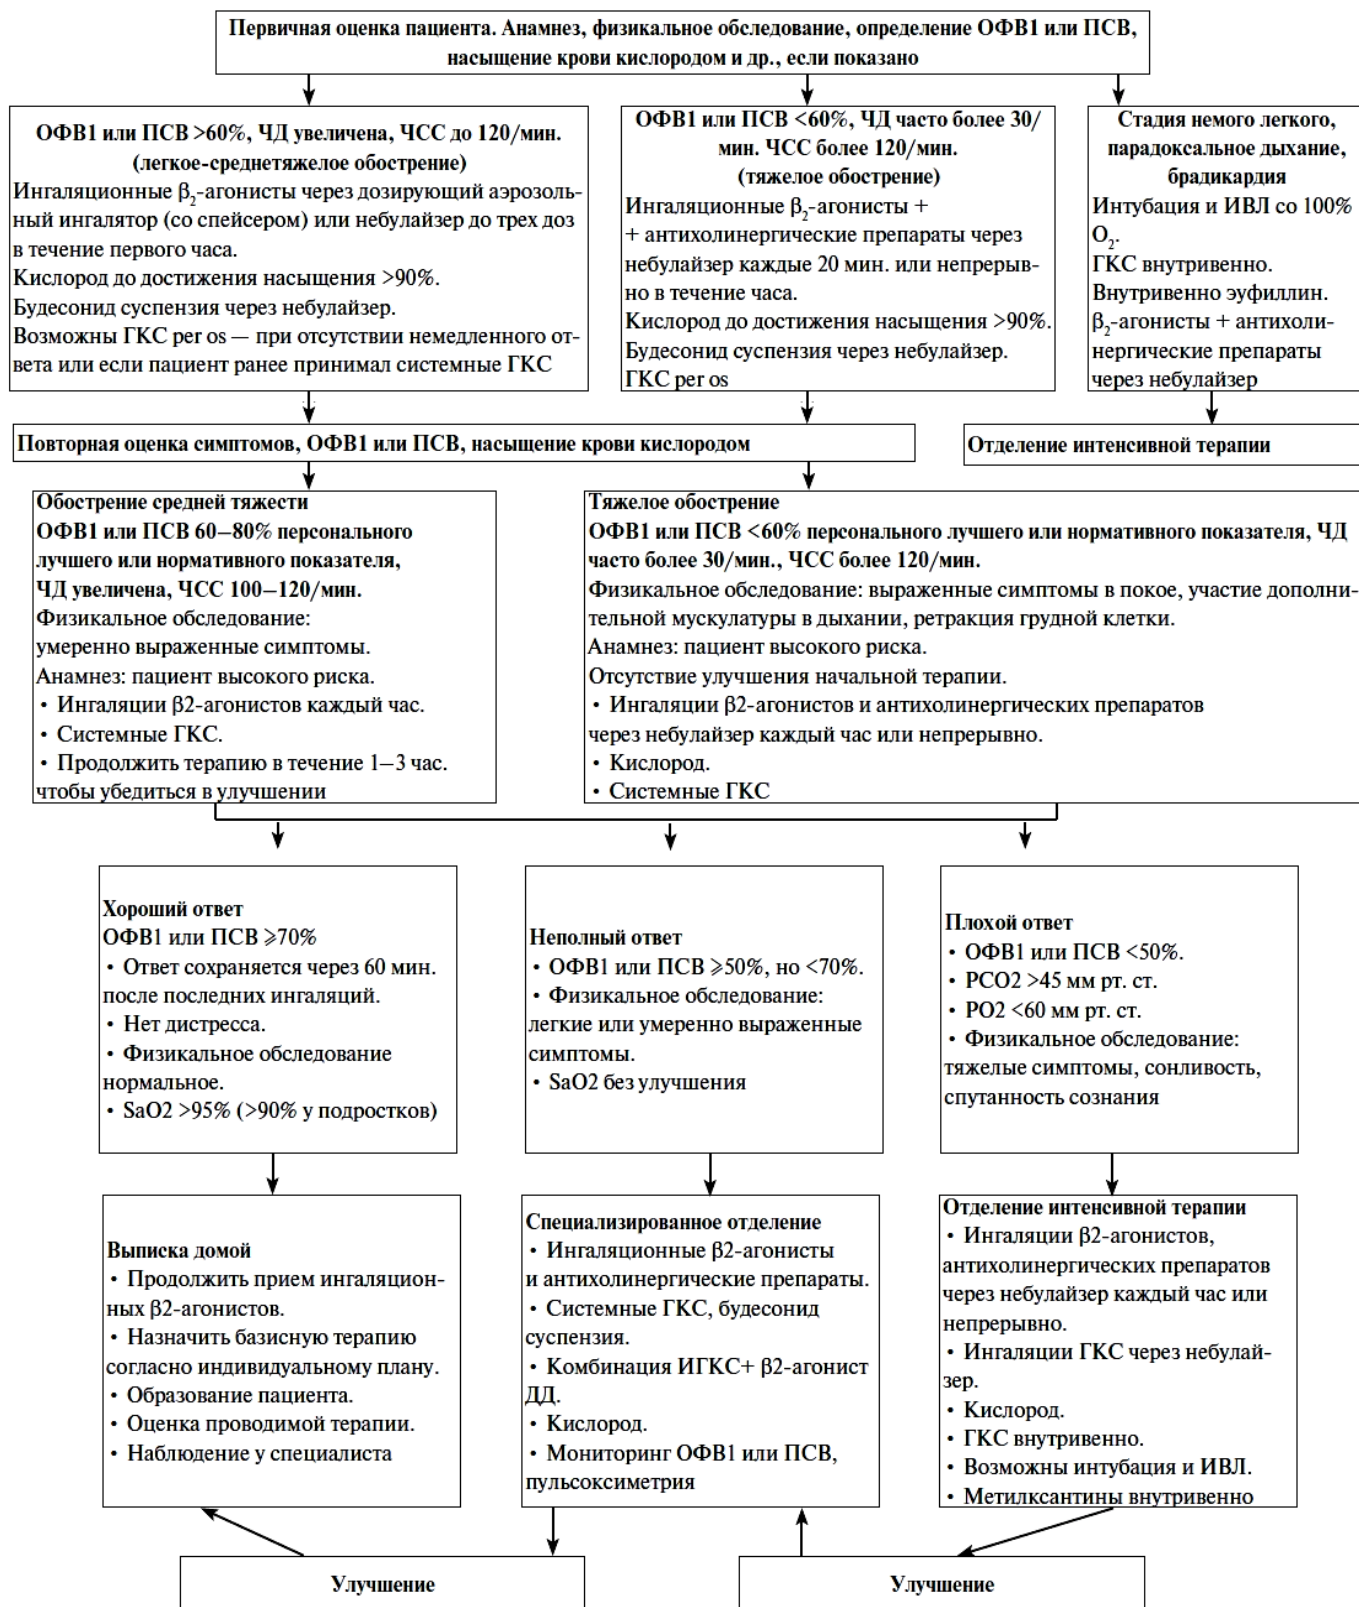 Первичная оценка пациента. Анамнез, физикальное обследование, определение ОФВ1 или ПСВ,
насыщение крови кислородом и др., если показано
ОФВ1 или ПСВ >60%, ЧД увеличена, ЧСС до 120/мин.
(легкое-среднетяжелое обострение)
Ингаляционные β₂-агонисты через дозирующий аэрозоль-
ный ингалятор (со спейсером) или небулайзер до трех доз
в течение первого часа.
Кислород до достижения насыщения >90%.
Будесонид суспензия через небулайзер.
Возможны ГКС per os — при отсутствии немедленного от-
вета или если пациент ранее принимал системные ГКС
ОФВ1 или ПСВ <60%, ЧД часто более 30/
мин. ЧСС более 120/мин.
(тяжелое обострение)
Ингаляционные β₂-агонисты +
+ антихолинергические препараты через
небулайзер каждые 20 мин. или непрерыв-
но в течение часа.
Кислород до достижения насыщения >90%.
Будесонид суспензия через небулайзер.
ГКС per os
Стадия немого легкого,
парадоксальное дыхание,
брадикардия
Интубация и ИВЛ со 100%
O₂.
ГКС внутривенно.
Внутривенно эуфиллин.
β₂-агонисты + антихоли-
нергические препараты
через небулайзер
Повторная оценка симптомов, ОФВ1 или ПСВ, насыщение крови кислородом
Отделение интенсивной терапии
Обострение средней тяжести
ОФВ1 или ПСВ 60–80% персонального
лучшего или нормативного показателя,
ЧД увеличена, ЧСС 100–120/мин.
Физикальное обследование:
умеренно выраженные симптомы.
Анамнез: пациент высокого риска.
• Ингаляции β2-агонистов каждый час.
• Системные ГКС.
• Продолжить терапию в течение 1–3 час.
чтобы убедиться в улучшении
Тяжелое обострение
ОФВ1 или ПСВ <60% персонального лучшего или нормативного показателя, ЧД
часто более 30/мин., ЧСС более 120/мин.
Физикальное обследование: выраженные симптомы в покое, участие дополни-
тельной мускулатуры в дыхании, ретракция грудной клетки.
Анамнез: пациент высокого риска.
Отсутствие улучшения начальной терапии.
• Ингаляции β2-агонистов и антихолинергических препаратов
через небулайзер каждый час или непрерывно.
• Кислород.
• Системные ГКС
Хороший ответ
ОФВ1 или ПСВ ⩾70%
• Ответ сохраняется через 60 мин.
после последних ингаляций.
• Нет дистресса.
• Физикальное обследование
нормальное.
• SaO2 >95% (>90% у подростков)
Неполный ответ
• ОФВ1 или ПСВ ⩾50%, но <70%.
• Физикальное обследование:
легкие или умеренно выраженные
симптомы.
• SaO2 без улучшения
Плохой ответ
• ОФВ1 или ПСВ <50%.
• PCO2 >45 мм рт. ст.
• PO2 <60 мм рт. ст.
• Физикальное обследование:
тяжелые симптомы, сонливость,
спутанность сознания
Выписка домой
• Продолжить прием ингаляцион-
ных β2-агонистов.
• Назначить базисную терапию
согласно индивидуальному плану.
• Образование пациента.
• Оценка проводимой терапии.
• Наблюдение у специалиста
Специализированное отделение
• Ингаляционные β2-агонисты
и антихолинергические препараты.
• Системные ГКС, будесонид
суспензия.
• Комбинация ИГКС+ β2-агонист
ДД.
• Кислород.
• Мониторинг ОФВ1 или ПСВ,
пульсоксиметрия
Отделение интенсивной терапии
• Ингаляции β2-агонистов,
антихолинергических препаратов
через небулайзер каждый час или
непрерывно.
• Ингаляции ГКС через небулай-
зер.
• Кислород.
• ГКС внутривенно.
• Возможны интубация и ИВЛ.
• Метилксантины внутривенно
Улучшение
Улучшение